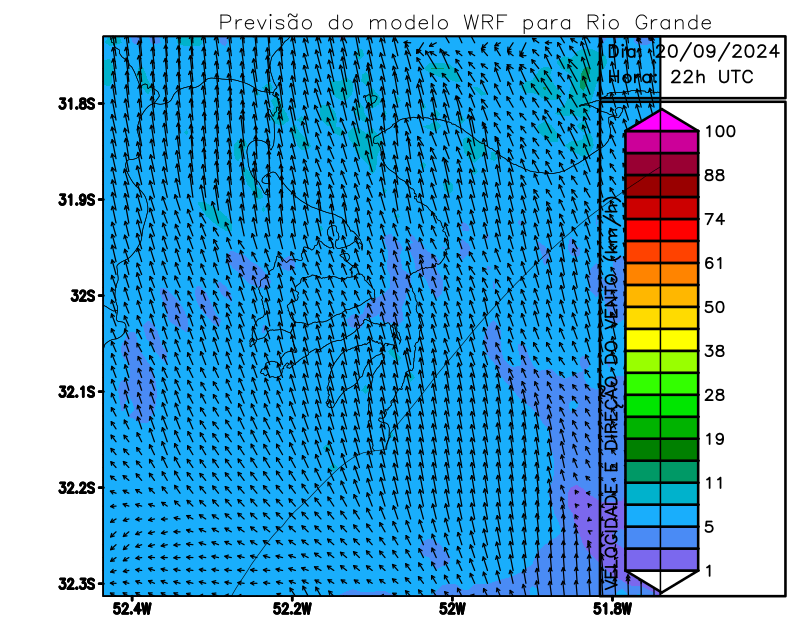 Previsão do modelo WRF para Rio Grande
Dia: 20/09/2024
Hora: 22h UTC
31.8S
31.9S
32S
32.1S
32.2S
32.3S
52.4W
52.2W
52W
51.8W
VELOCIDADE E DIREÇÃO DO VENTO (km/h)
100
88
74
61
50
38
28
19
11
5
1